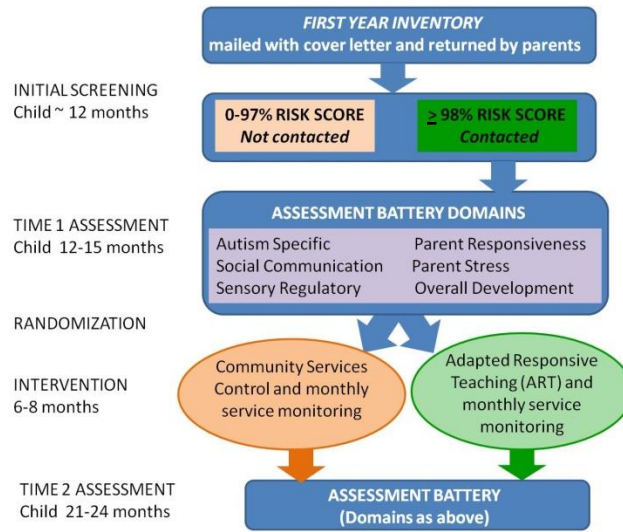 FIRST YEAR INVENTORY
mailed with cover letter and returned by parents
INITIAL SCREENING
Child ~ 12 months
0-97% RISK SCORE
Not contacted
≥ 98% RISK SCORE
Contacted
TIME 1 ASSESSMENT
Child 12-15 months
ASSESSMENT BATTERY DOMAINS
Autism Specific
Social Communication
Sensory Regulatory
Parent Responsiveness
Parent Stress
Overall Development
RANDOMIZATION
INTERVENTION
6-8 months
Community Services
Control and monthly
service monitoring
Adapted Responsive
Teaching (ART) and
monthly service
monitoring
TIME 2 ASSESSMENT
Child 21-24 months
ASSESSMENT BATTERY
(Domains as above)